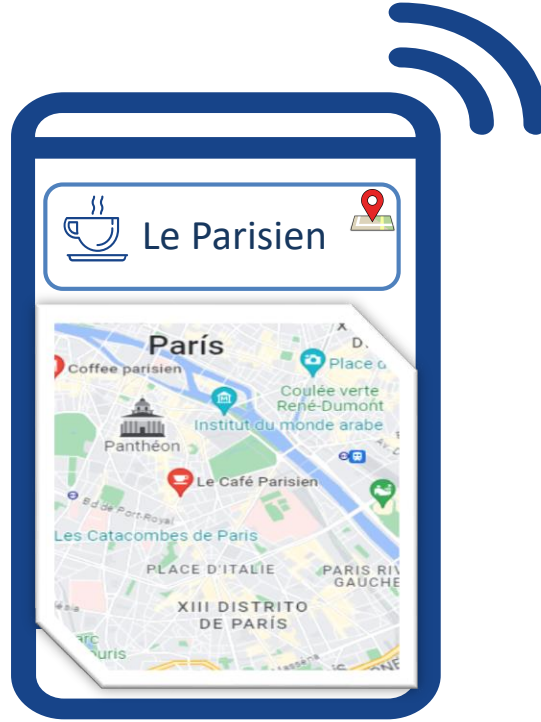 Le Parisien
París
Coffee parisien
Place
Coulée verte
René-Dumont
Institut du monde arabe
Panthéon
Le Café Parisien
Bd de Port-Royal
Les Catacombes de Paris
PLACE D'ITALIE
PARIS RIV
GAUCHE
XIII DISTRITO
DE PARÍS